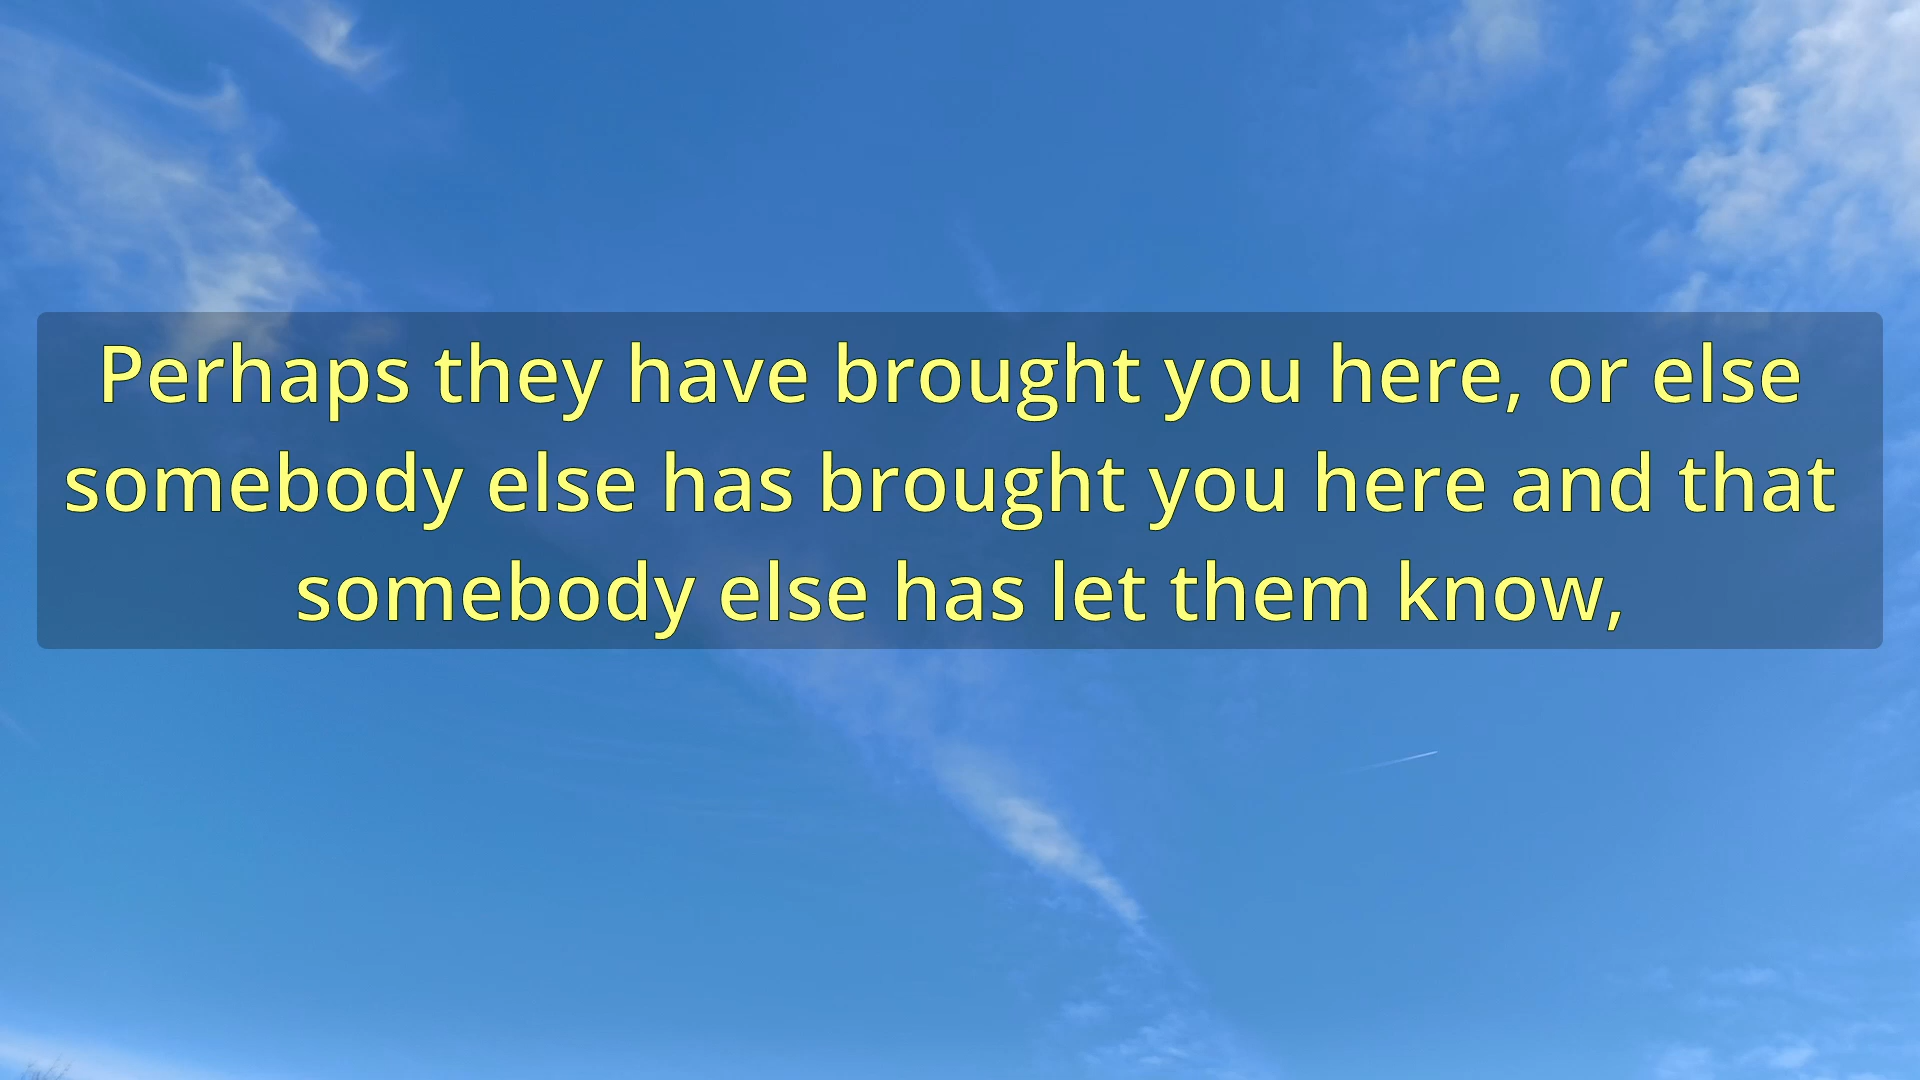 Perhaps they have brought you here, or else
somebody else has brought you here and that
somebody else has let them know,